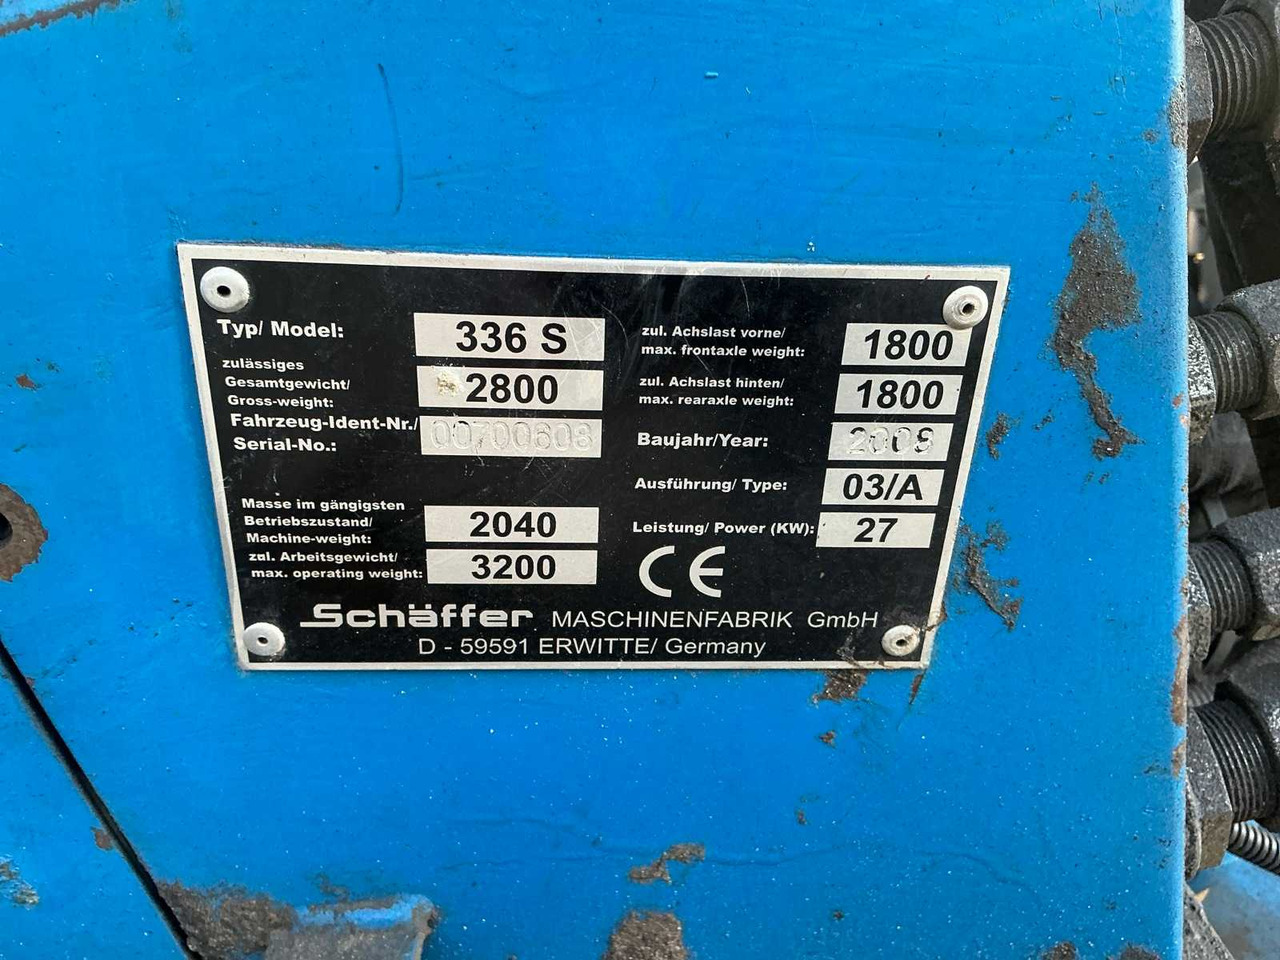 Typ/ Model: 336 S
zulässiges
Gesamtgewicht/
Gross-weight: 2800
Fahrzeug-Ident-Nr./
Serial-No.: 00700608
Masse im gängigsten
Betriebszustand/
Machine-weight: 2040
zul. Arbeitsgewicht/
max. operating weight: 3200
zul. Achslast vorne/
max. frontaxle weight: 1800
zul. Achslast hinten/
max. rearaxle weight: 1800
Baujahr/Year: 2008
Ausführung/ Type: 03/A
Leistung/ Power (KW): 27
CE
Schäffer MASCHINENFABRIK GmbH
D - 59591 ERWITTE/ Germany